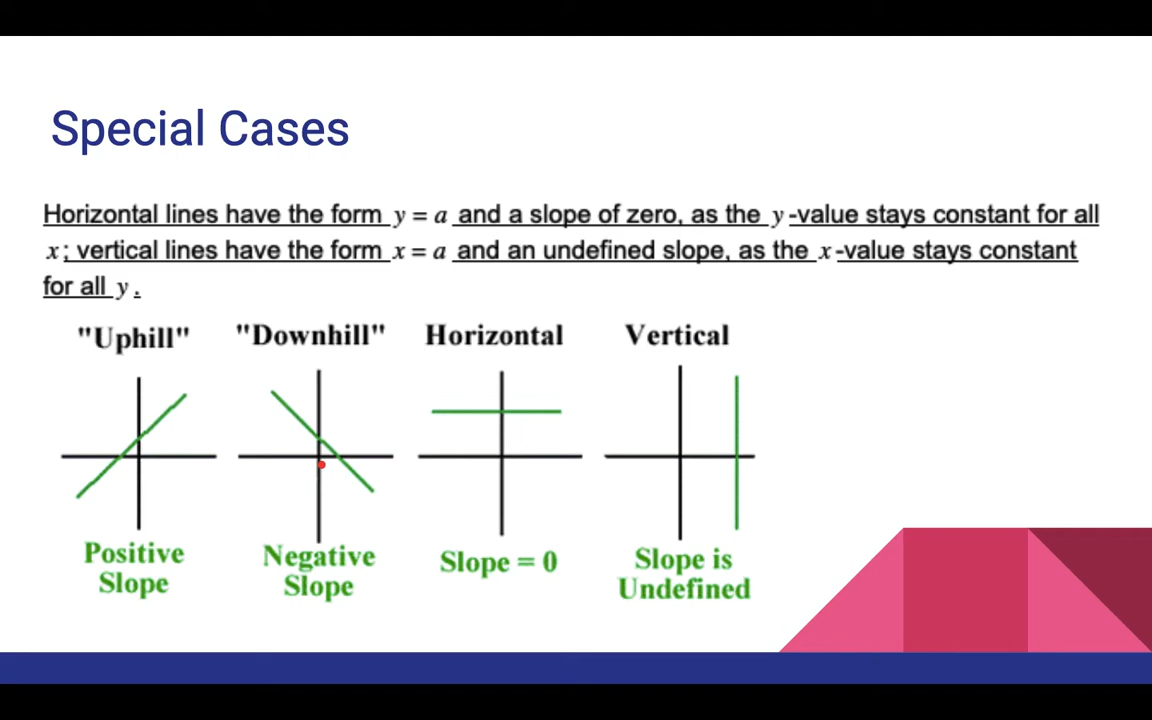 Special Cases
Horizontal lines have the form y = a and a slope of zero, as the y -value stays constant for all
x ; vertical lines have the form x = a and an undefined slope, as the x -value stays constant
for all y .
"Uphill" "Downhill" Horizontal Vertical
Positive Slope
Negative Slope
Slope = 0
Slope is Undefined